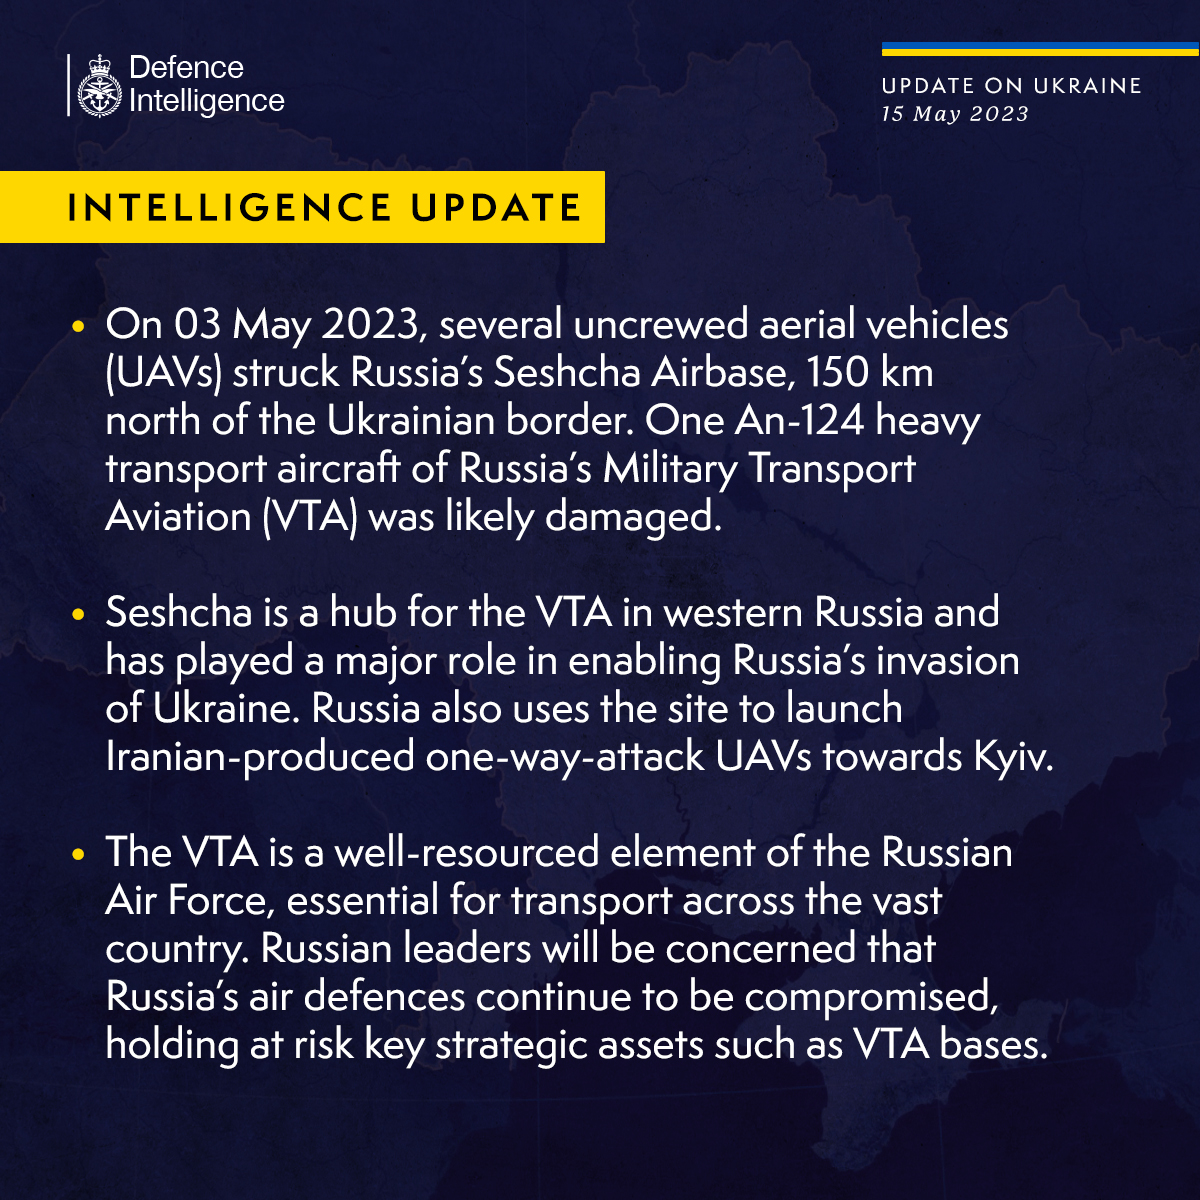 Defence
Intelligence
UPDATE ON UKRAINE
15 May 2023
INTELLIGENCE UPDATE
• On 03 May 2023, several uncrewed aerial vehicles
(UAVs) struck Russia's Seshcha Airbase, 150 km
north of the Ukrainian border. One An-124 heavy
transport aircraft of Russia's Military Transport
Aviation (VTA) was likely damaged.
• Seshcha is a hub for the VTA in western Russia and
has played a major role in enabling Russia's invasion
of Ukraine. Russia also uses the site to launch
Iranian-produced one-way-attack UAVs towards Kyiv.
• The VTA is a well-resourced element of the Russian
Air Force, essential for transport across the vast
country. Russian leaders will be concerned that
Russia's air defences continue to be compromised,
holding at risk key strategic assets such as VTA bases.